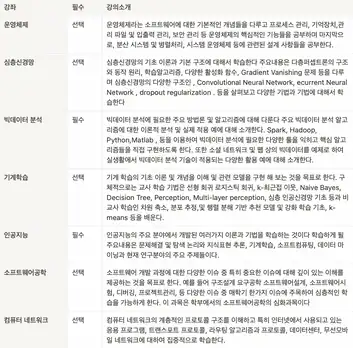 강좌 필수 강의소개
운영체제 선택 운영체제라는 소프트웨어에 대한 기본적인 개념들을 다루고 프로세스 관리, 기억장치,관
리 파일 및 입출력 관리, 보안 관리 등 운영체제의 핵심적인 기능들을 공부하며 마지막으
로, 분산 시스템 및 병렬처리, 시스템 운영체제 등에 관련된 설계 사항들을 공부한다.
심층신경망 선택 심층신경망의 기초 이론과 기본 구조에 대해서 학습한다 주요내용은 다층퍼셉트론의 구조
와 동작 원리, 학습알고리즘, 다양한 활성화 함수, Gradient Vanishing 문제 등을 다루
며 심층신경망의 다양한 구조인 , Convolutional Neural Network, ecurrent Neural
Network , dropout regularization . 등을 살펴보고 다양한 기법과 기법에 대해서 학
습한다
빅데이터 분석 필수 빅데이터 분석에 필요한 주요 방법론 및 알고리즘에 대해 다룬다 주요 빅데이터 분석 알고
리즘에 대한 이론적 분석 및 실제 적용 예에 대해 소개한다. Spark, Hadoop,
Python,Matlab , 등을 이용하여 빅데이터 분석에 필요한 다양한 툴을 익히고 핵심 알고
리즘들을 직접 구현하도록 한다. 또한 소셜 네트워크 및 웹 상의 빅데이터를 예제로 하여
실생활에서 빅데이터 분석 기술이 적용되는 다양한 활용 예에 대해 소개한다.
기계학습 선택 기계 학습의 기초 이론 및 개념을 이해 및 관련 모델을 구현 해 보는 것을 목표로 한다. 구
체적으로는 교사 학습 기법은 선형 회귀 로지스틱 회귀, k-최근접 이웃, Naive Bayes,
Decision Tree, Perception, Multi-layer perception, 심층 인공신경망 기초 등과 비
교사 학습인 차원 축소, 분포 추정,및 행렬 분해 기반 추천 모델 및 강화 학습 기초, k-
means 등을 배운다.
인공지능 필수 인공지능의 주요 분야에서 개발된 여러가지 이론과 기법을 학습하는 것이다 학습하게 될
주요내용은 문제해결 및 탐색 논리와 지식표현 추론, 기계학습, 소프트컴퓨팅, 데이터 마
이닝과 현재 연구분야의 주요 주제들이다.
소프트웨어공학 선택 소프트웨어 개발 과정에 대한 다양한 이슈 중 특히 중요한 이슈에 대해 깊이 있는 이해를
제공하는 것을 목표로 한다. 예를 들어 구조설계 요구공학 소프트웨어설계, 소프트웨어시
험, 디버깅, 프로젝트관리, 등 다양한 이슈 중 매학기 한가지 이슈에 주목하여 심층적인 학
습을 가능하게 한다. 이 과목은 학부에서의 소프트웨어공학의 심화과목이다
컴퓨터 네트워크 선택 컴퓨터 네트워크의 계층적인 프로토콜 구조를 이해하고 특히 인터넷에서 사용되고 있는
응용 프로그램, 트랜스포트 프로토콜, 라우팅 알고리즘과 프로토콜, 데이터센터, 무선모바
일 네트워크에 대하여 집중적으로 학습한다.